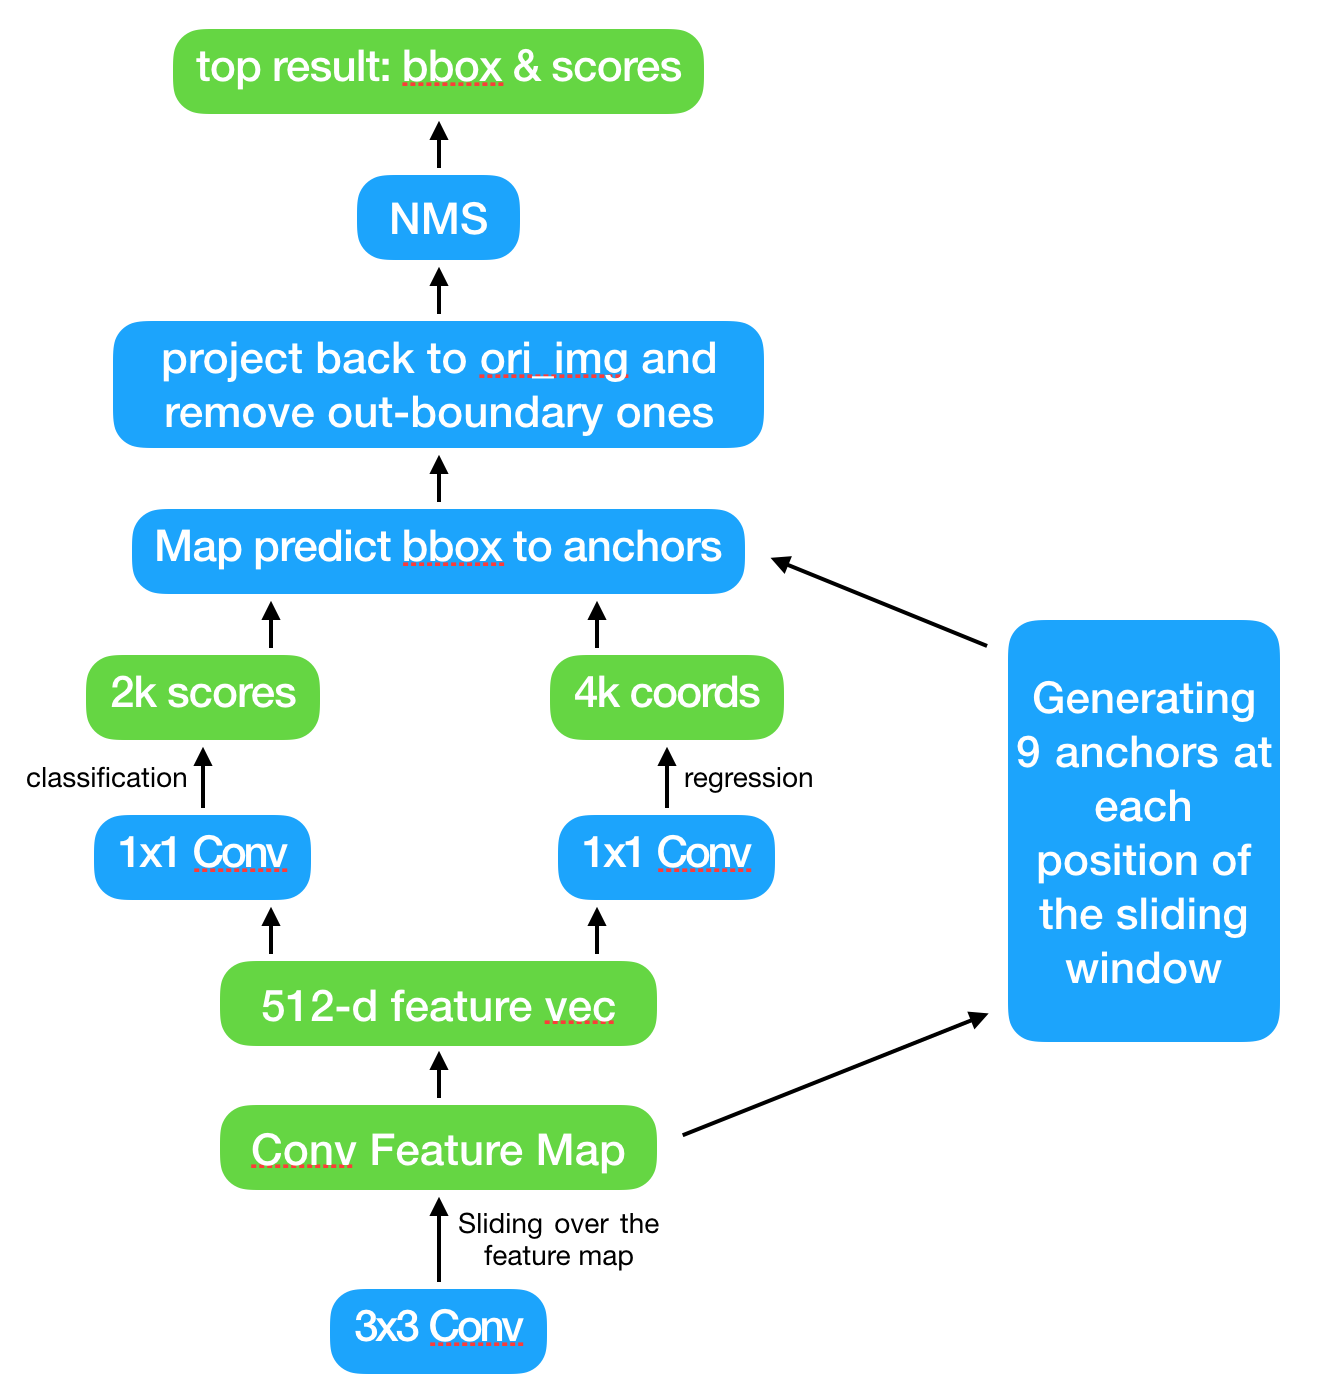 top result: bbox & scores
NMS
project back to ori_img and
remove out-boundary ones
Map predict bbox to anchors
2k scores
4k coords
classification
regression
1x1 Conv
1x1 Conv
Generating
9 anchors at
each
position of
the sliding
window
512-d feature vec
Conv Feature Map
Sliding over the
feature map
3x3 Conv